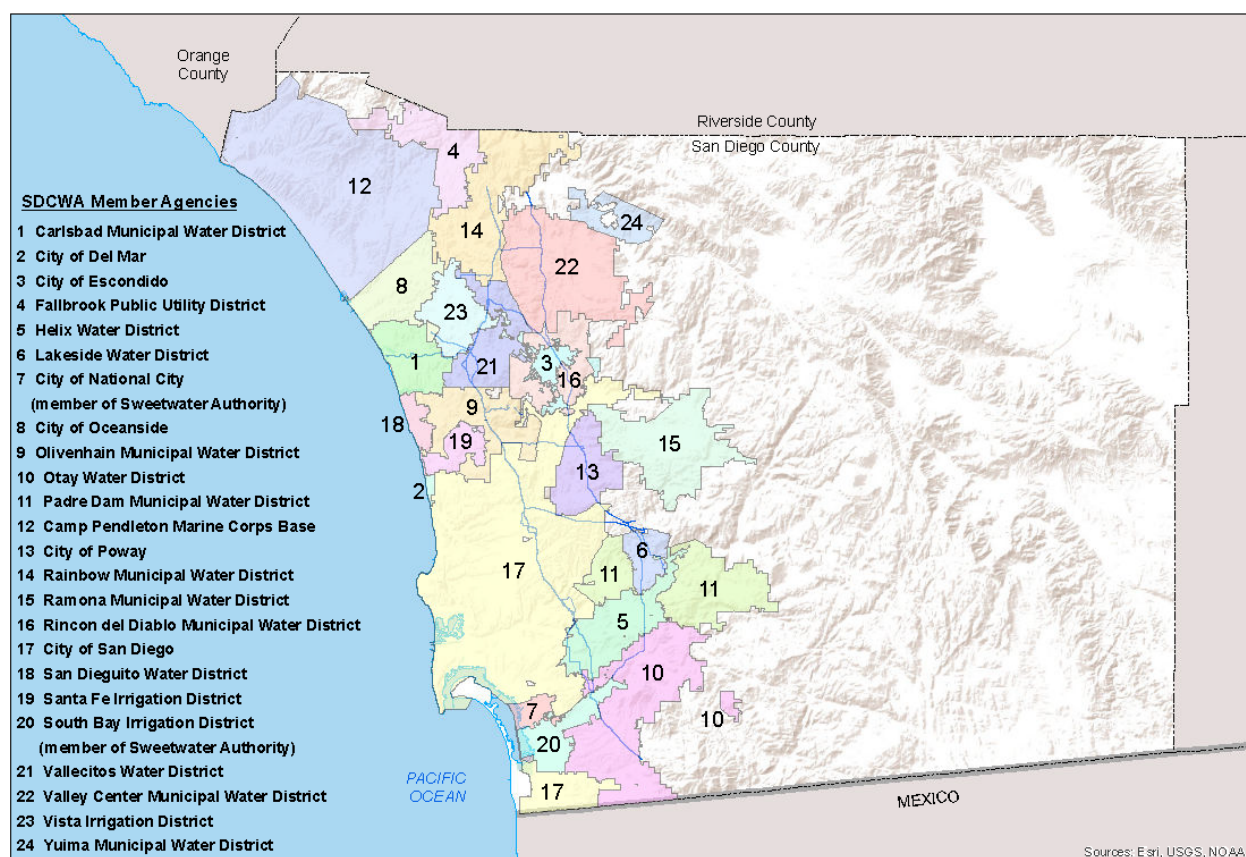 Orange
County
Riverside County
San Diego County
SDCWA Member Agencies
1 Carlsbad Municipal Water District
2 City of Del Mar
3 City of Escondido
4 Fallbrook Public Utility District
5 Helix Water District
6 Lakeside Water District
7 City of National City
(member of Sweetwater Authority)
8 City of Oceanside
9 Olivenhain Municipal Water District
10 Otay Water District
11 Padre Dam Municipal Water District
12 Camp Pendleton Marine Corps Base
13 City of Poway
14 Rainbow Municipal Water District
15 Ramona Municipal Water District
16 Rincon del Diablo Municipal Water District
17 City of San Diego
18 San Dieguito Water District
19 Santa Fe Irrigation District
20 South Bay Irrigation District
(member of Sweetwater Authority)
21 Vallecitos Water District
22 Valley Center Municipal Water District
23 Vista Irrigation District
24 Yuima Municipal Water District
4
12
24
14
22
8
23
3
1
21
16
9
18
19
15
13
2
6
17
11
11
5
10
7
10
20
17
PACIFIC
OCEAN
MEXICO
Sources: Esri, USGS, NOAA